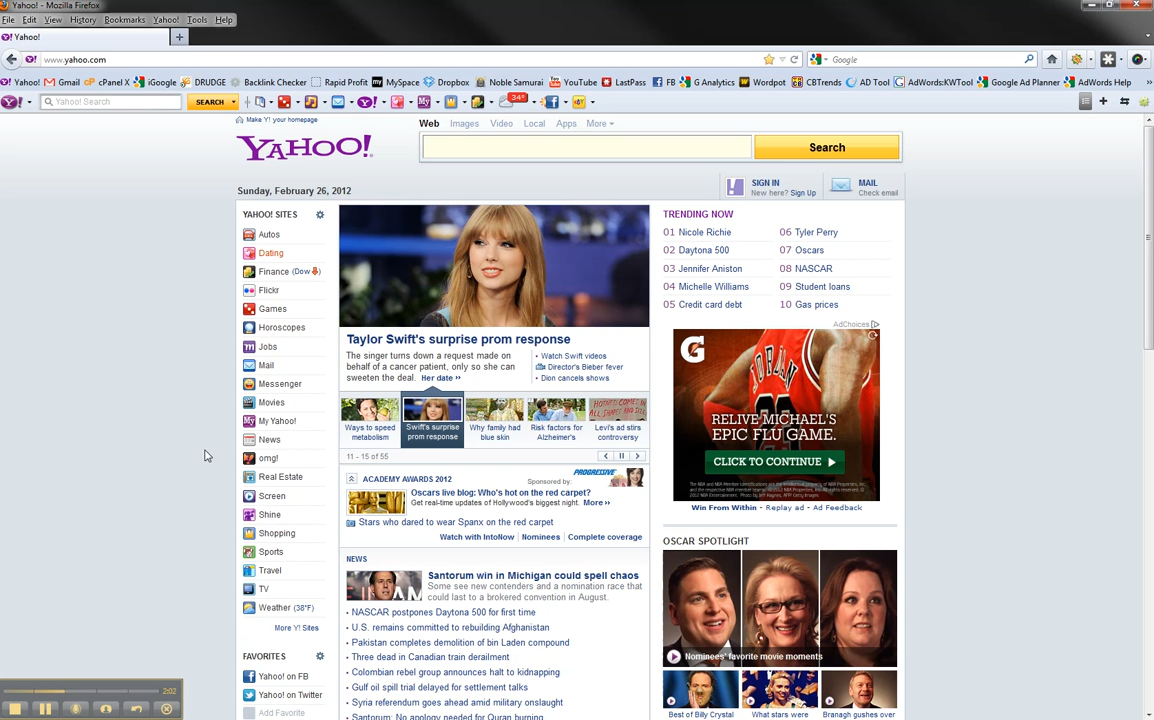 Yahoo! - Mozilla Firefox
File Edit View History Bookmarks Yahoo! Tools Help
Yahoo!
www.yahoo.com
Google
Yahoo! Gmail cPanel X iGoogle DRUDGE Backlink Checker Rapid Profit MySpace Dropbox Noble Samurai YouTube LastPass FB G Analytics Wordpot CBTrends AD Tool AdWords:KWTool Google Ad Planner AdWords Help
Yahoo! Search
SEARCH
34°
Make Y! your homepage
Web Images Video Local Apps More
YAHOO!
Search
Sunday, February 26, 2012
SIGN IN
New here? Sign Up
MAIL
Check email
YAHOO! SITES
Autos
Dating
Finance (Dow)
Flickr
Games
Horoscopes
Jobs
Mail
Messenger
Movies
My Yahoo!
News
omg!
Real Estate
Screen
Shine
Shopping
Sports
Travel
TV
Weather (38°F)
More Y! Sites
FAVORITES
Yahoo! on FB
Yahoo! on Twitter
Add Favorite
2:02
Taylor Swift's surprise prom response
The singer turns down a request made on
behalf of a cancer patient, only so she can
sweeten the deal. Her date »
Watch Swift videos
Director's Bieber fever
Dion cancels shows
Ways to speed
metabolism
Swift's surprise
prom response
Why family had
blue skin
Risk factors for
Alzheimer's
Levi's ad stirs
controversy
11 - 15 of 55
ACADEMY AWARDS 2012
Sponsored by:
PROGRESSIVE
Oscars live blog: Who's hot on the red carpet?
Get real-time updates of Hollywood's biggest night. More »
Stars who dared to wear Spanx on the red carpet
Watch with IntoNow Nominees Complete coverage
NEWS
Santorum win in Michigan could spell chaos
Some see new contenders and a nomination race that
could last to a brokered convention in August.
NASCAR postpones Daytona 500 for first time
U.S. remains committed to rebuilding Afghanistan
Pakistan completes demolition of bin Laden compound
Three dead in Canadian train derailment
Colombian rebel group announces halt to kidnapping
Gulf oil spill trial delayed for settlement talks
Syria referendum goes ahead amid military onslaught
Santorum: No apology needed for Quran burning
TRENDING NOW
01 Nicole Richie
02 Daytona 500
03 Jennifer Aniston
04 Michelle Williams
05 Credit card debt
06 Tyler Perry
07 Oscars
08 NASCAR
09 Student loans
10 Gas prices
AdChoices
G
JORDAN
RELIVE MICHAEL'S
EPIC FLU GAME.
CLICK TO CONTINUE
Win From Within - Replay ad - Ad Feedback
OSCAR SPOTLIGHT
Nominees' favorite movie moments
Best of Billy Crystal
What stars were
Branagh gushes over